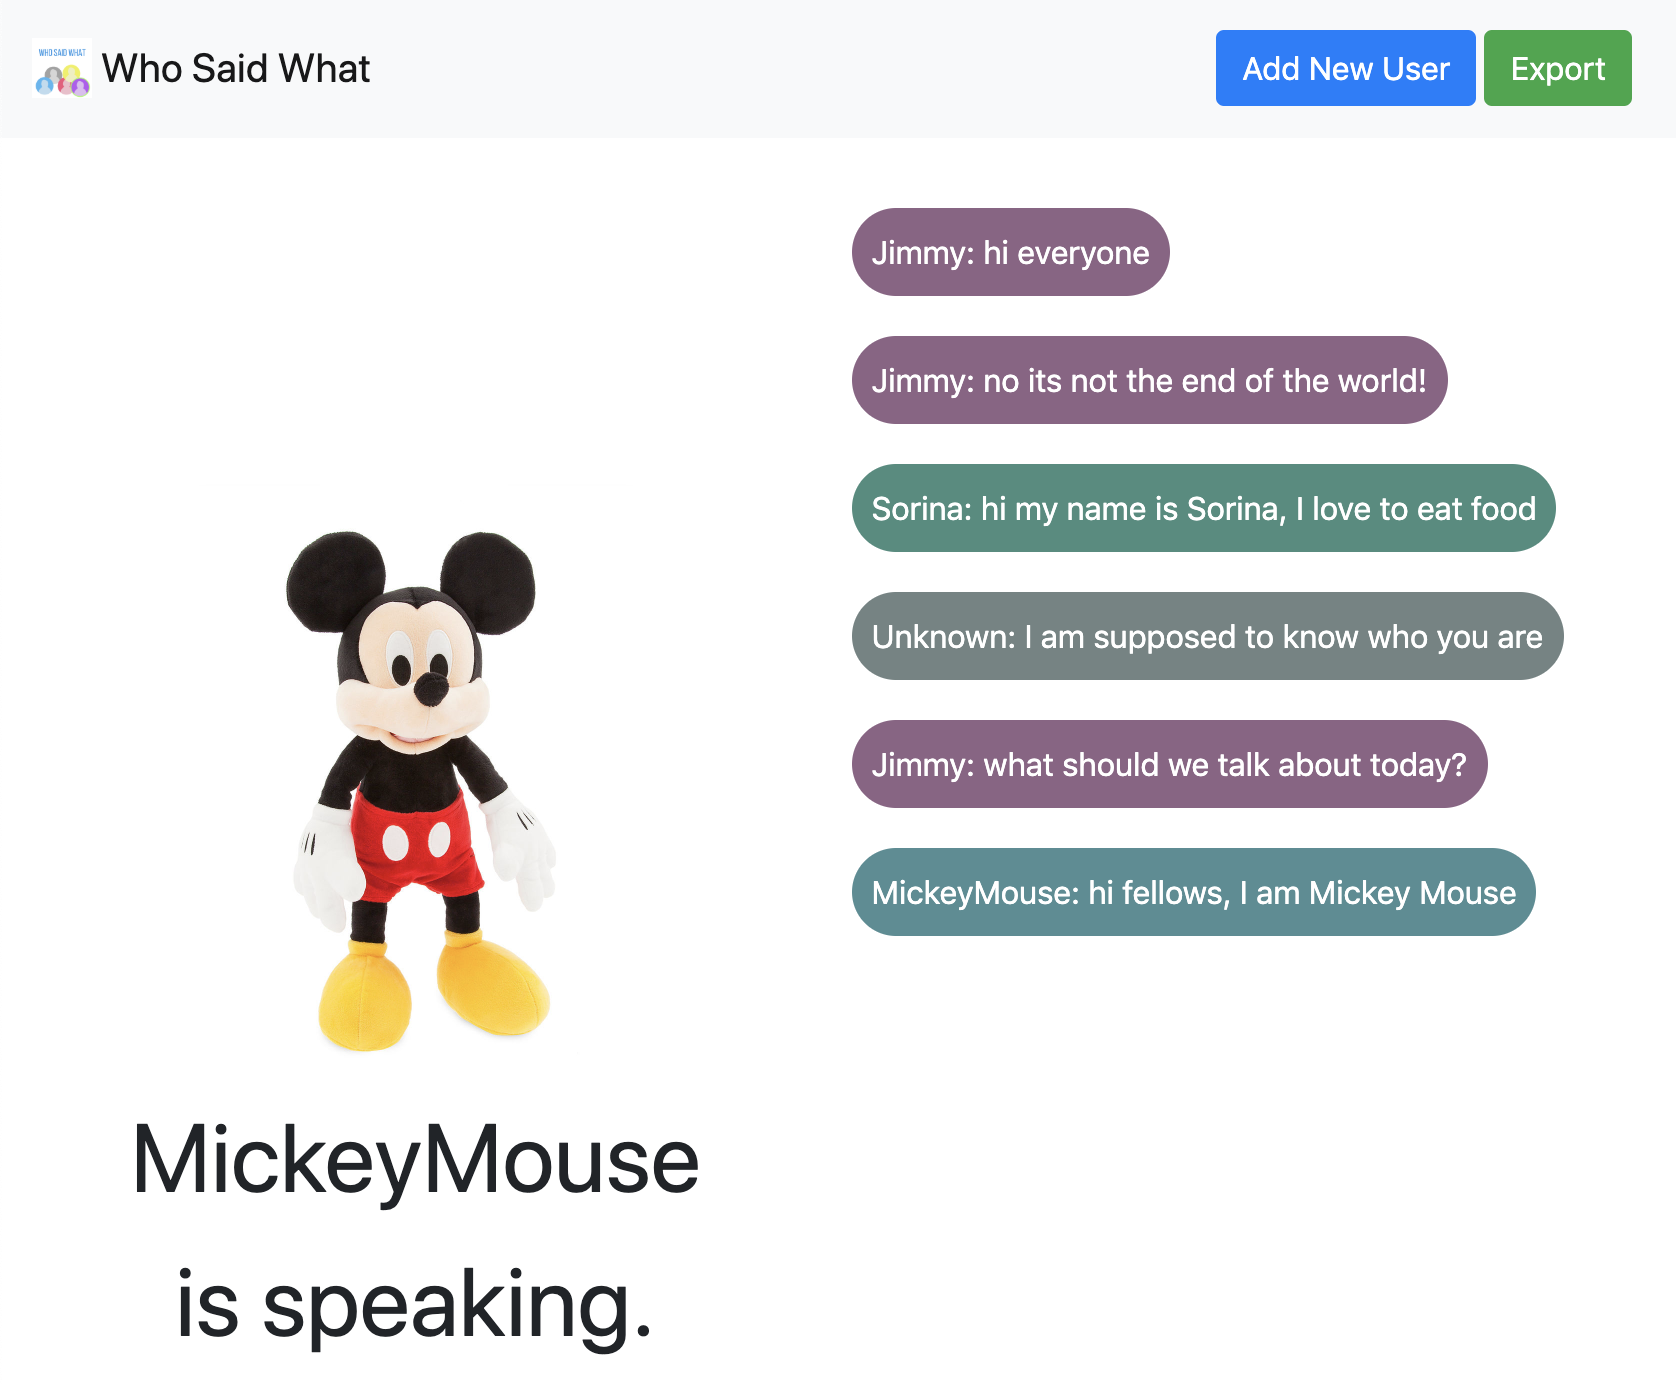 WHO SAID WHAT
Who Said What
Add New User
Export
Jimmy: hi everyone
Jimmy: no its not the end of the world!
Sorina: hi my name is Sorina, I love to eat food
Unknown: I am supposed to know who you are
Jimmy: what should we talk about today?
MickeyMouse: hi fellows, I am Mickey Mouse
MickeyMouse
is speaking.